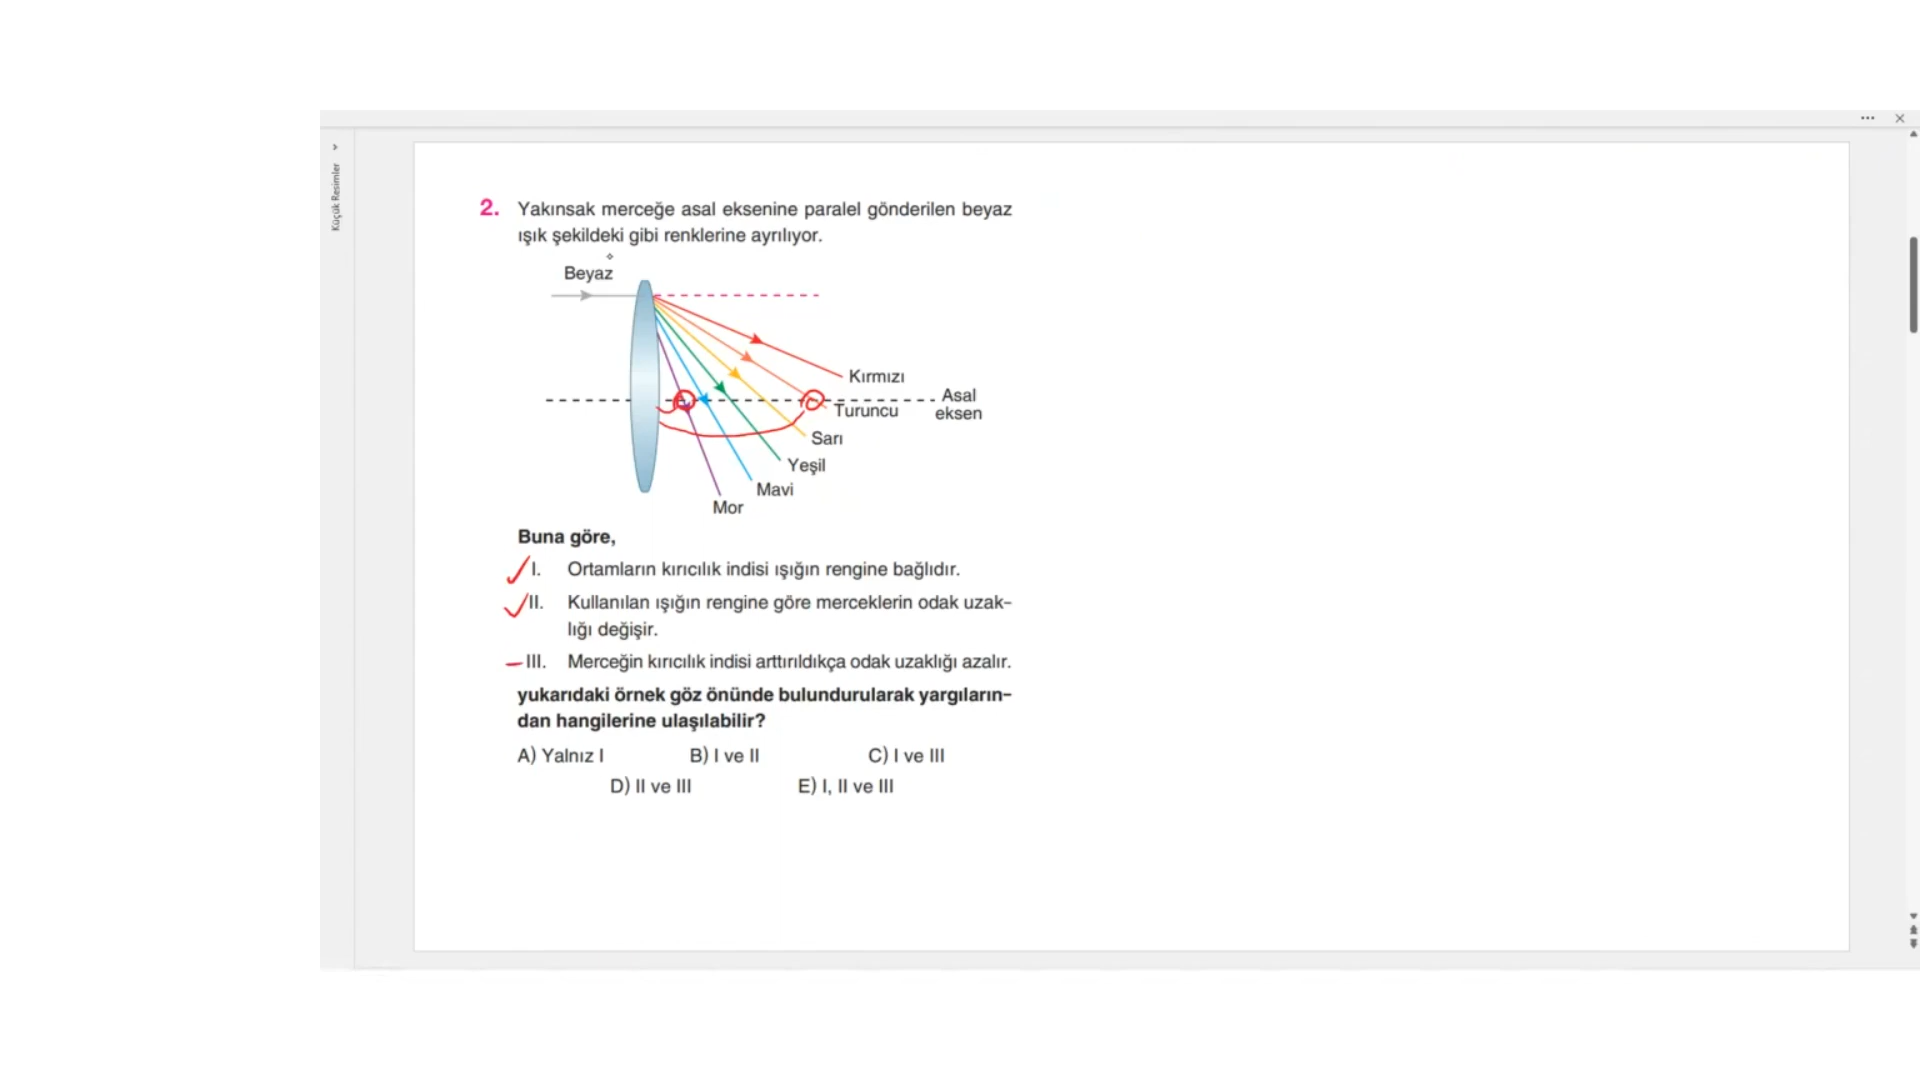 Küçük Resimler
2. Yakınsak merceğe asal eksenine paralel gönderilen beyaz
ışık şekildeki gibi renklerine ayrılıyor.
Beyaz
Kırmızı
Asal
eksen
Turuncu
Sarı
Yeşil
Mavi
Mor
Buna göre,
I. Ortamların kırıcılık indisi ışığın rengine bağlıdır.
II. Kullanılan ışığın rengine göre merceklerin odak uzak-
lığı değişir.
III. Merceğin kırıcılık indisi arttırıldıkça odak uzaklığı azalır.
yukarıdaki örnek göz önünde bulundurularak yargıların-
dan hangilerine ulaşılabilir?
A) Yalnız I B) I ve II C) I ve III
D) II ve III E) I, II ve III